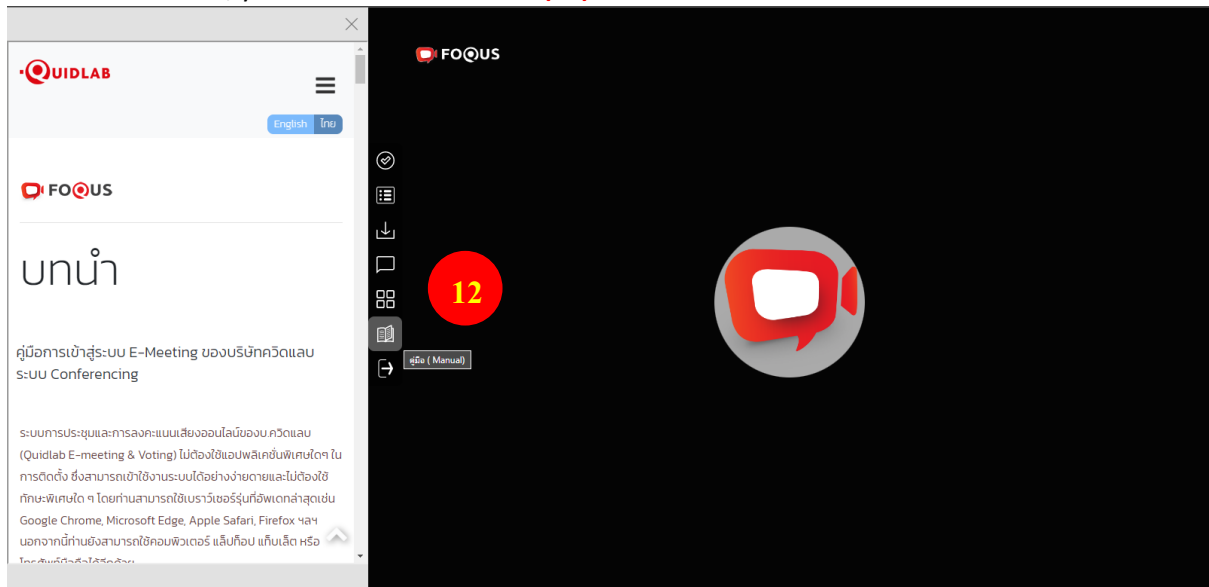 QUIDLAB
English ไทย
FOQUS
บทนำ
คู่มือการเข้าสู่ระบบ E-Meeting ของบริษัทควิดแลบ
ระบบ Conferencing
ระบบการประชุมและการลงคะแนนเสียงออนไลน์ของบ.ควิดแลบ
(Quidlab E-meeting & Voting) ไม่ต้องใช้แอปพลิเคชั่นพิเศษใดๆ ใน
การติดตั้ง ซึ่งสามารถเข้าใช้งานระบบได้อย่างง่ายดายและไม่ต้องใช้
ทักษะพิเศษใด ๆ โดยท่านสามารถใช้เบราว์เซอร์รุ่นที่อัพเดทล่าสุดเช่น
Google Chrome, Microsoft Edge, Apple Safari, Firefox ฯลฯ
นอกจากนี้ท่านยังสามารถใช้คอมพิวเตอร์ แล็ปท็อป แท็บเล็ต หรือ
FOQUS
12
คู่มือ ( Manual)